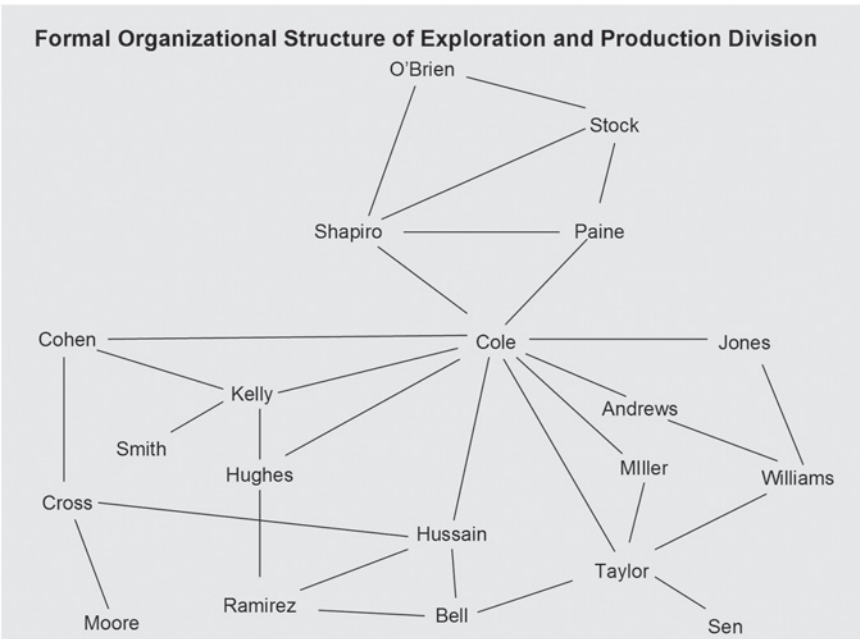 Formal Organizational Structure of Exploration and Production Division
O'Brien
Stock
Shapiro
Paine
Cohen
Cole
Jones
Kelly
Andrews
Smith
Hughes
MIller
Williams
Cross
Hussain
Taylor
Ramirez
Bell
Moore
Sen